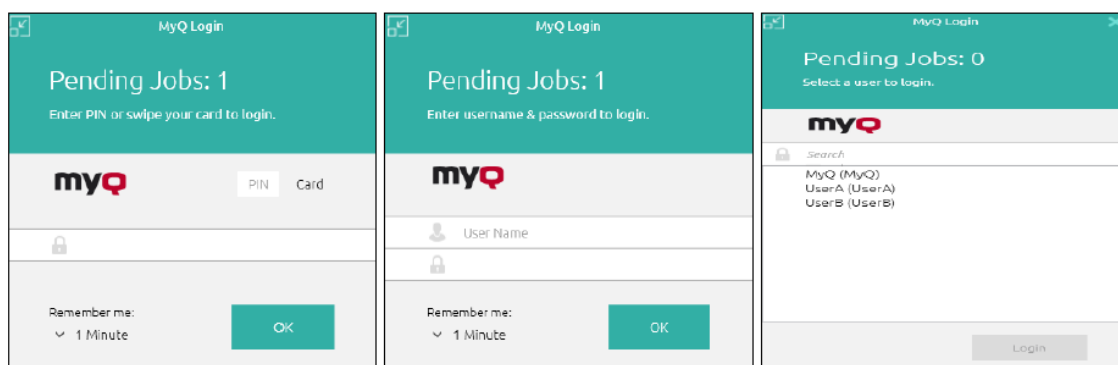 MyQ Login
Pending Jobs: 1
Enter PIN or swipe your card to login.
myQ
PIN Card
Remember me:
1 Minute
OK
MyQ Login
Pending Jobs: 1
Enter username & password to login.
myQ
User Name
Remember me:
1 Minute
OK
MyQ Login
Pending Jobs: 0
Select a user to login.
myQ
Search
MyQ (MyQ)
UserA (UserA)
UserB (UserB)
Login